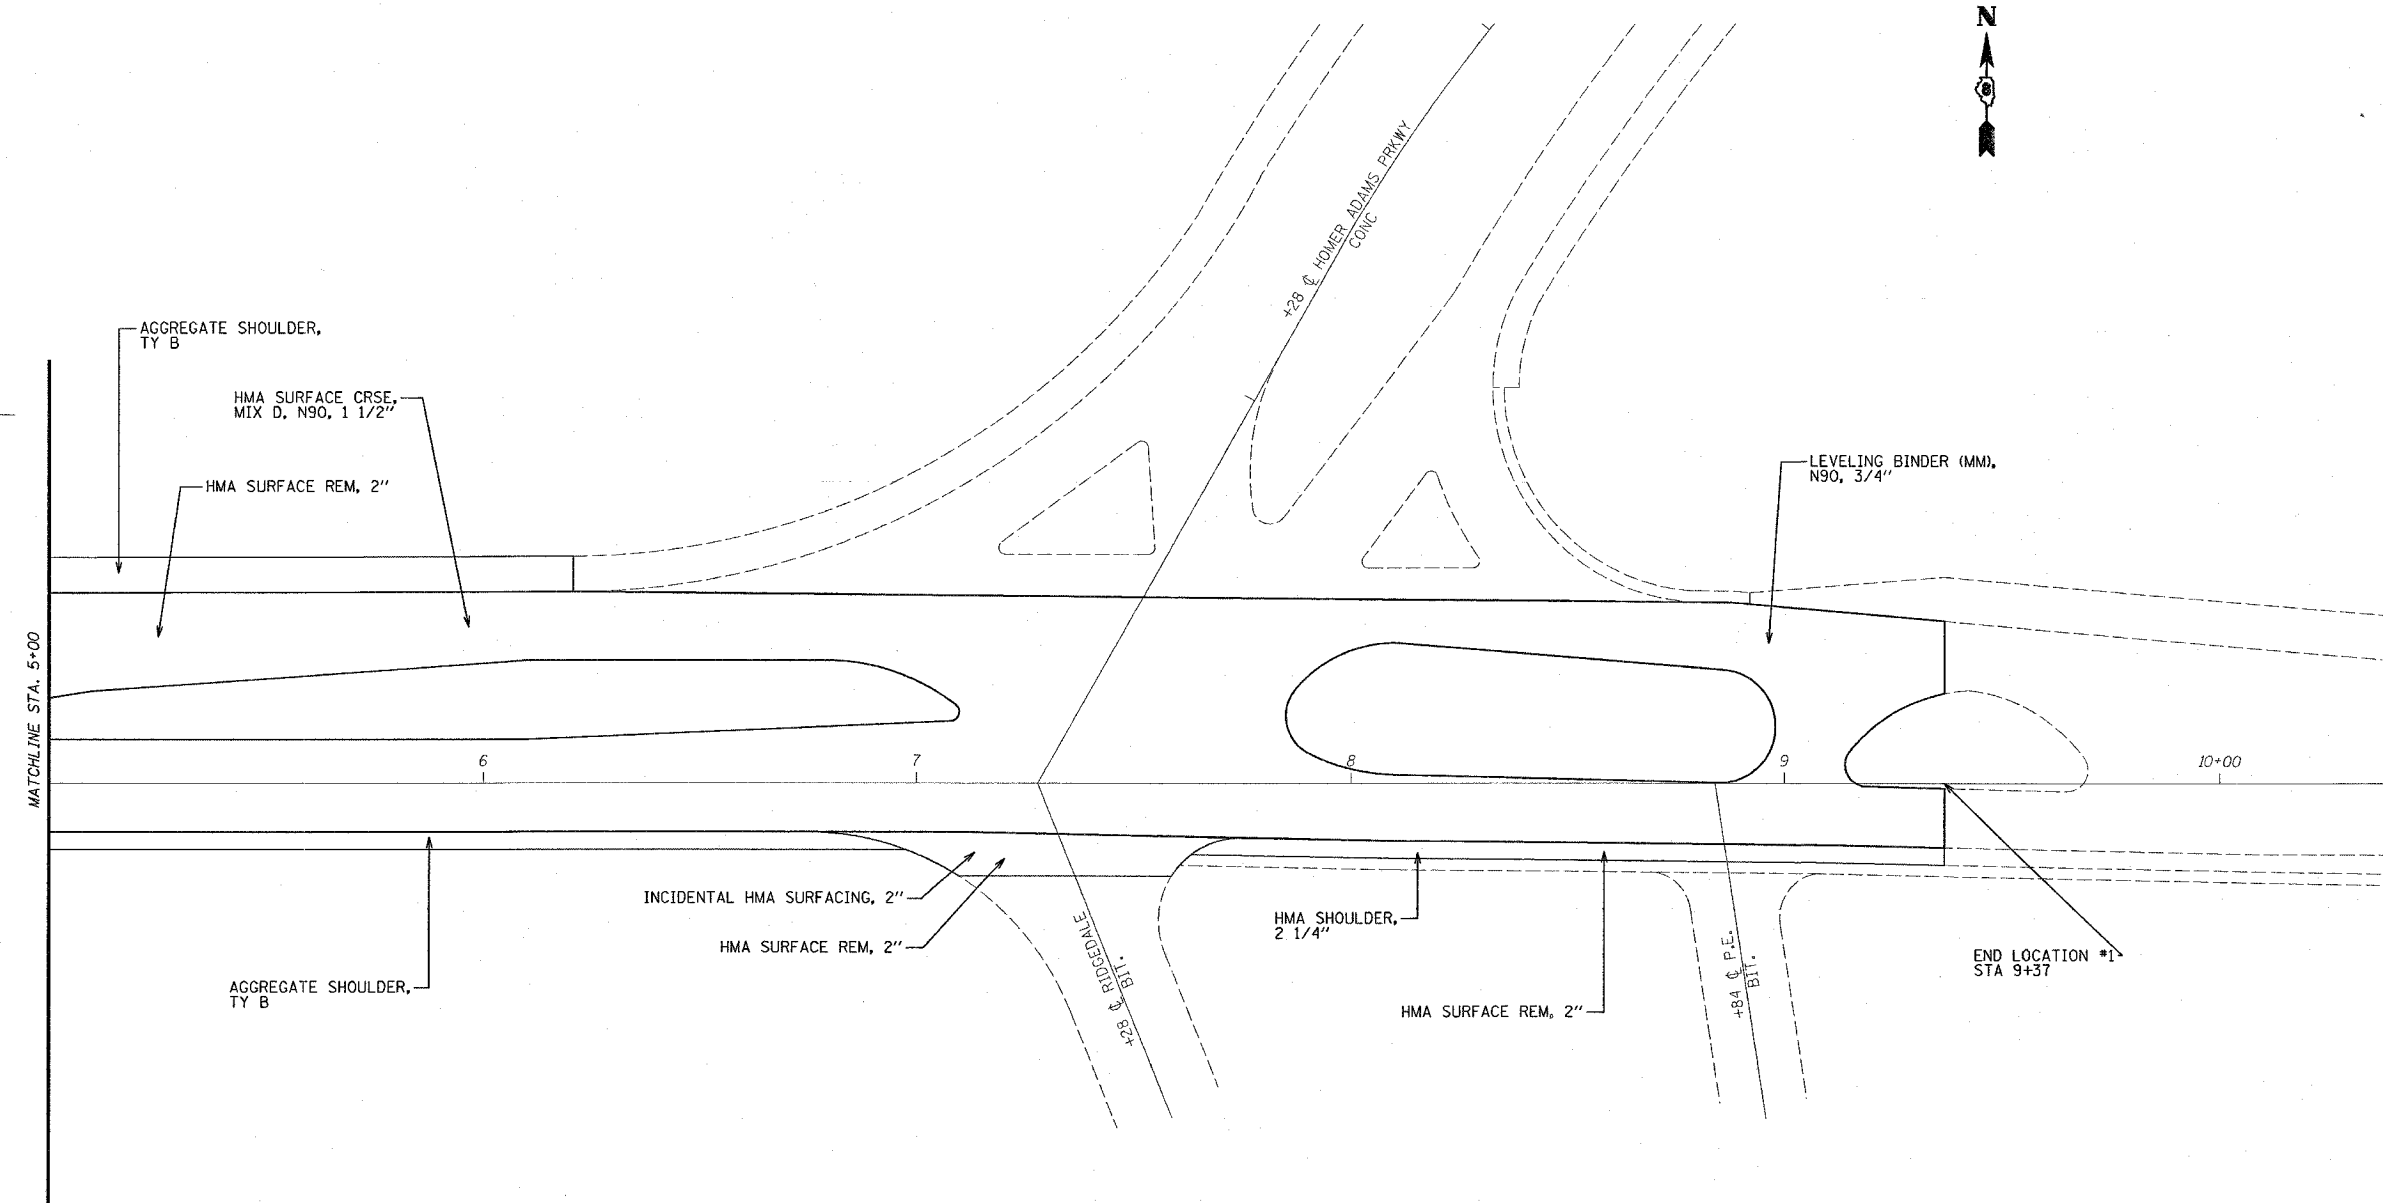 N
8
+28 ℄ HOMER ADAMS PRKWY
CONC
AGGREGATE SHOULDER,
TY B
HMA SURFACE CRSE,
MIX D, N90, 1 1/2"
HMA SURFACE REM, 2"
LEVELING BINDER (MM),
N90, 3/4"
MATCHLINE STA. 5+00
6
7
8
9
10+00
INCIDENTAL HMA SURFACING, 2"
HMA SURFACE REM, 2"
AGGREGATE SHOULDER,
TY B
+28 ℄ RIDGEDALE
BIT.
HMA SHOULDER,
2 1/4"
HMA SURFACE REM, 2"
+84 ℄ P.E.
BIT.
END LOCATION #1
STA 9+37